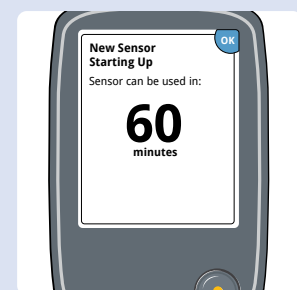 OK
New Sensor
Starting Up
Sensor can be used in:
60
minutes